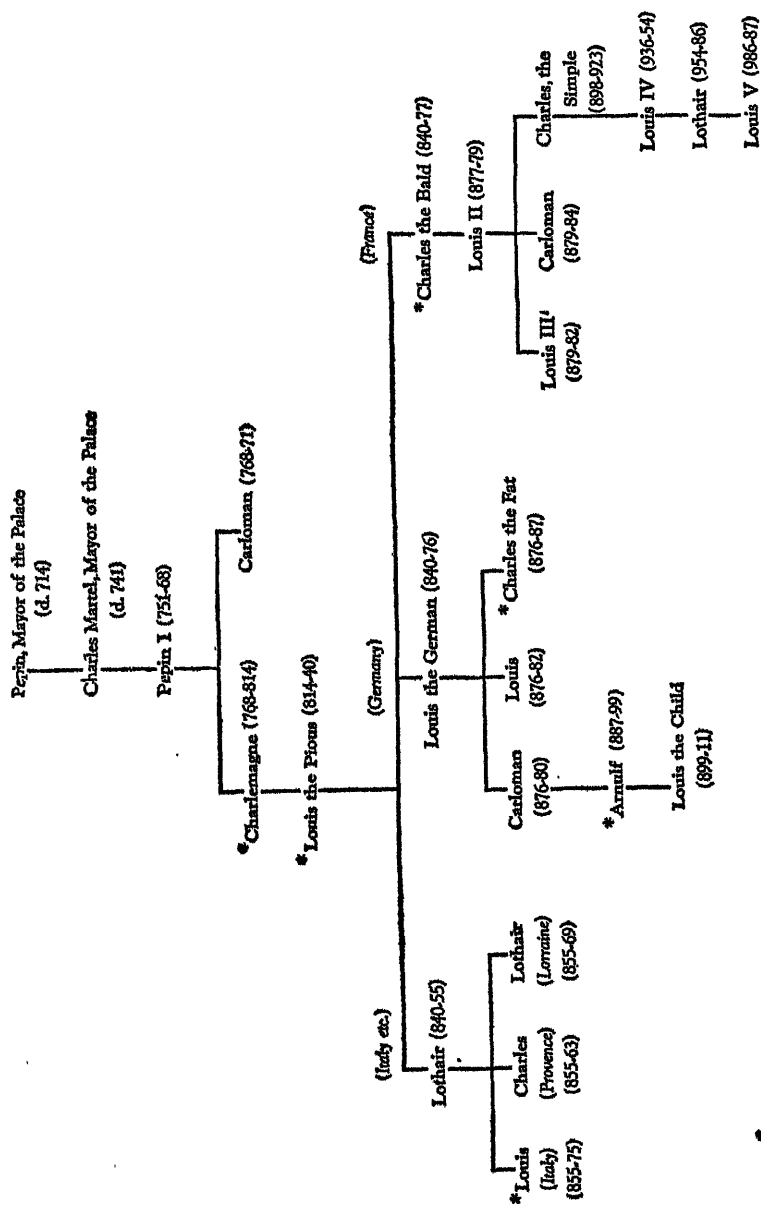 Pepin, Mayor of the Palace
(d. 714)
Charles Martel, Mayor of the Palace
(d. 741)
Pepin I (751-68)
*Charlemagne (768-814)
Carloman (768-71)
*Louis the Pious (814-40)
(Italy etc.)
(Germany)
(France)
Lothair (840-55)
Louis the German (840-76)
*Charles the Bald (840-77)
*Louis
(Italy)
(855-75)
Charles
(Provence)
(855-63)
Lothair
(Lorraine)
(855-69)
Carloman
(876-80)
Louis
(876-82)
*Charles the Fat
(876-87)
*Arnulf (887-99)
Louis the Child
(899-11)
Louis II (877-79)
Louis III
(879-82)
Carloman
(879-84)
Charles, the
Simple
(898-923)
Louis IV (936-54)
Lothair (954-86)
Louis V (986-87)